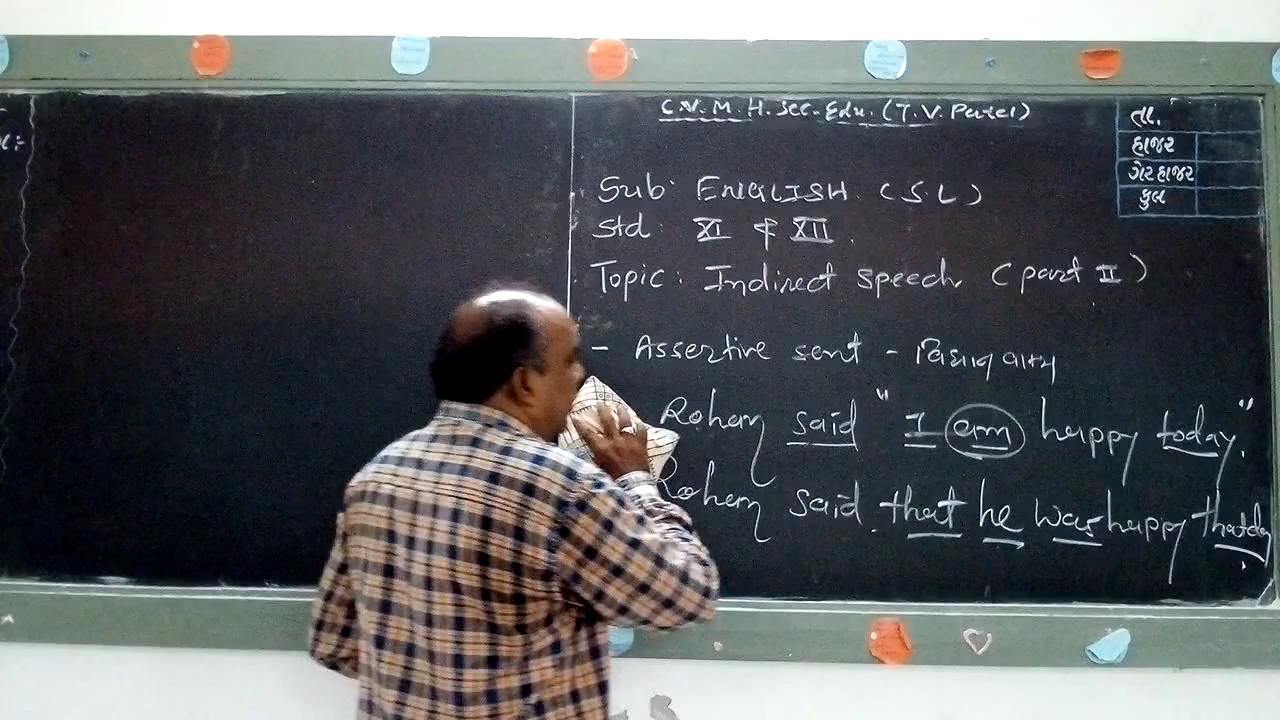 C.V.M. H. Sec. Edu. (T. V. Patel)
તા.
હાજર
ગેરહાજર
કુલ
Sub: ENGLISH (S.L)
Std: XI & XII.
Topic: Indirect speech (part II)
- Assertive sent - વિધાન વાક્ય
Rohan said "I am happy today."
Rohan said that he was happy that day.